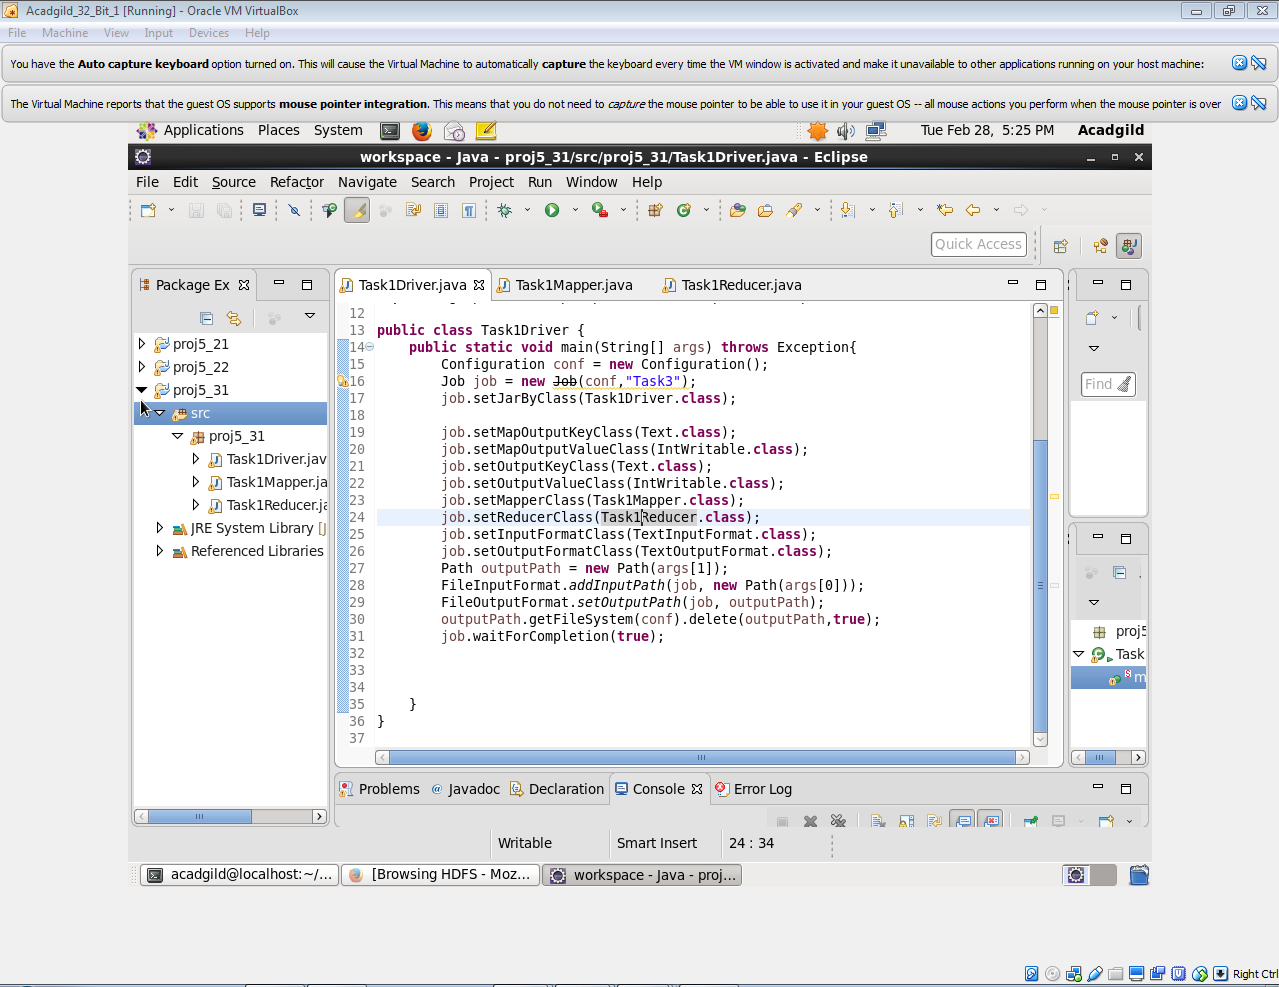 Acadgild_32_Bit_1 [Running] - Oracle VM VirtualBox
File Machine View Input Devices Help
You have the Auto capture keyboard option turned on. This will cause the Virtual Machine to automatically capture the keyboard every time the VM window is activated and make it unavailable to other applications running on your host machine:
The Virtual Machine reports that the guest OS supports mouse pointer integration. This means that you do not need to capture the mouse pointer to be able to use it in your guest OS -- all mouse actions you perform when the mouse pointer is over
Applications Places System Tue Feb 28, 5:25 PM Acadgild
workspace - Java - proj5_31/src/proj5_31/Task1Driver.java - Eclipse
File Edit Source Refactor Navigate Search Project Run Window Help
Quick Access
Package Ex
proj5_21
proj5_22
proj5_31
src
proj5_31
Task1Driver.jav
Task1Mapper.ja
Task1Reducer.ja
JRE System Library [J
Referenced Libraries
Task1Driver.java Task1Mapper.java Task1Reducer.java
12
13 public class Task1Driver {
14 public static void main(String[] args) throws Exception{
15 Configuration conf = new Configuration();
16 Job job = new Job(conf,"Task3");
17 job.setJarByClass(Task1Driver.class);
18
19 job.setMapOutputKeyClass(Text.class);
20 job.setMapOutputValueClass(IntWritable.class);
21 job.setOutputKeyClass(Text.class);
22 job.setOutputValueClass(IntWritable.class);
23 job.setMapperClass(Task1Mapper.class);
24 job.setReducerClass(Task1Reducer.class);
25 job.setInputFormatClass(TextInputFormat.class);
26 job.setOutputFormatClass(TextOutputFormat.class);
27 Path outputPath = new Path(args[1]);
28 FileInputFormat.addInputPath(job, new Path(args[0]));
29 FileOutputFormat.setOutputPath(job, outputPath);
30 outputPath.getFileSystem(conf).delete(outputPath,true);
31 job.waitForCompletion(true);
32
33
34
35 }
36 }
37
Find
proj5
Task
m
Problems @ Javadoc Declaration Console Error Log
Writable Smart Insert 24 : 34
acadgild@localhost:~/... [Browsing HDFS - Moz... workspace - Java - proj...
Right Ctrl